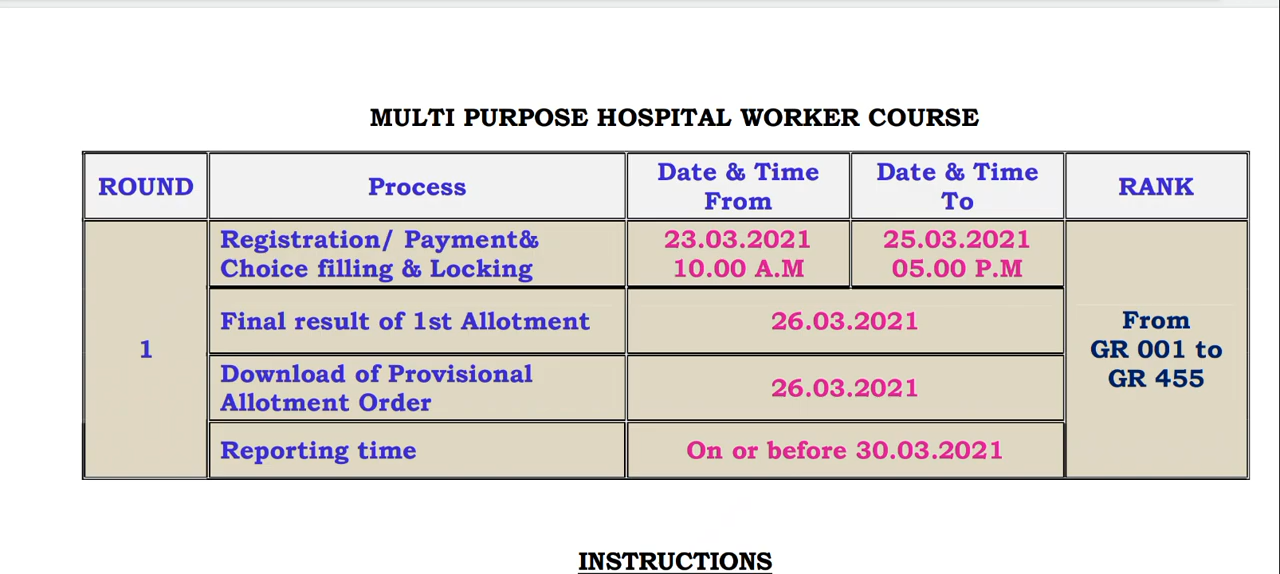 MULTI PURPOSE HOSPITAL WORKER COURSE
ROUND
Process
Date & Time
From
Date & Time
To
RANK
1
Registration/ Payment&
Choice filling & Locking
23.03.2021
10.00 A.M
25.03.2021
05.00 P.M
Final result of 1st Allotment
26.03.2021
Download of Provisional
Allotment Order
26.03.2021
Reporting time
On or before 30.03.2021
From
GR 001 to
GR 455
INSTRUCTIONS